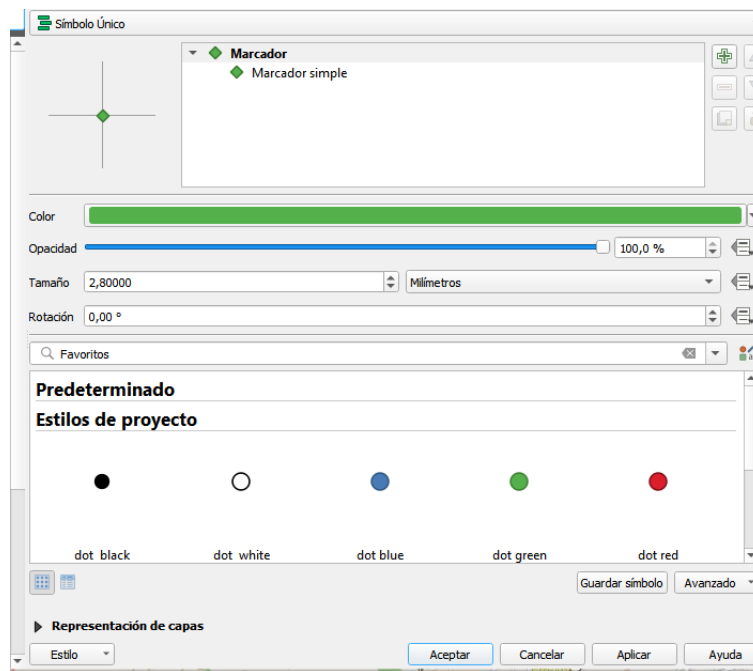 Símbolo Único
Marcador
Marcador simple
Color
Opacidad 100,0 %
Tamaño 2,80000 Milímetros
Rotación 0,00 °
Favoritos
Predeterminado
Estilos de proyecto
dot black dot white dot blue dot green dot red
Guardar símbolo Avanzado
Representación de capas
Estilo Aceptar Cancelar Aplicar Ayuda